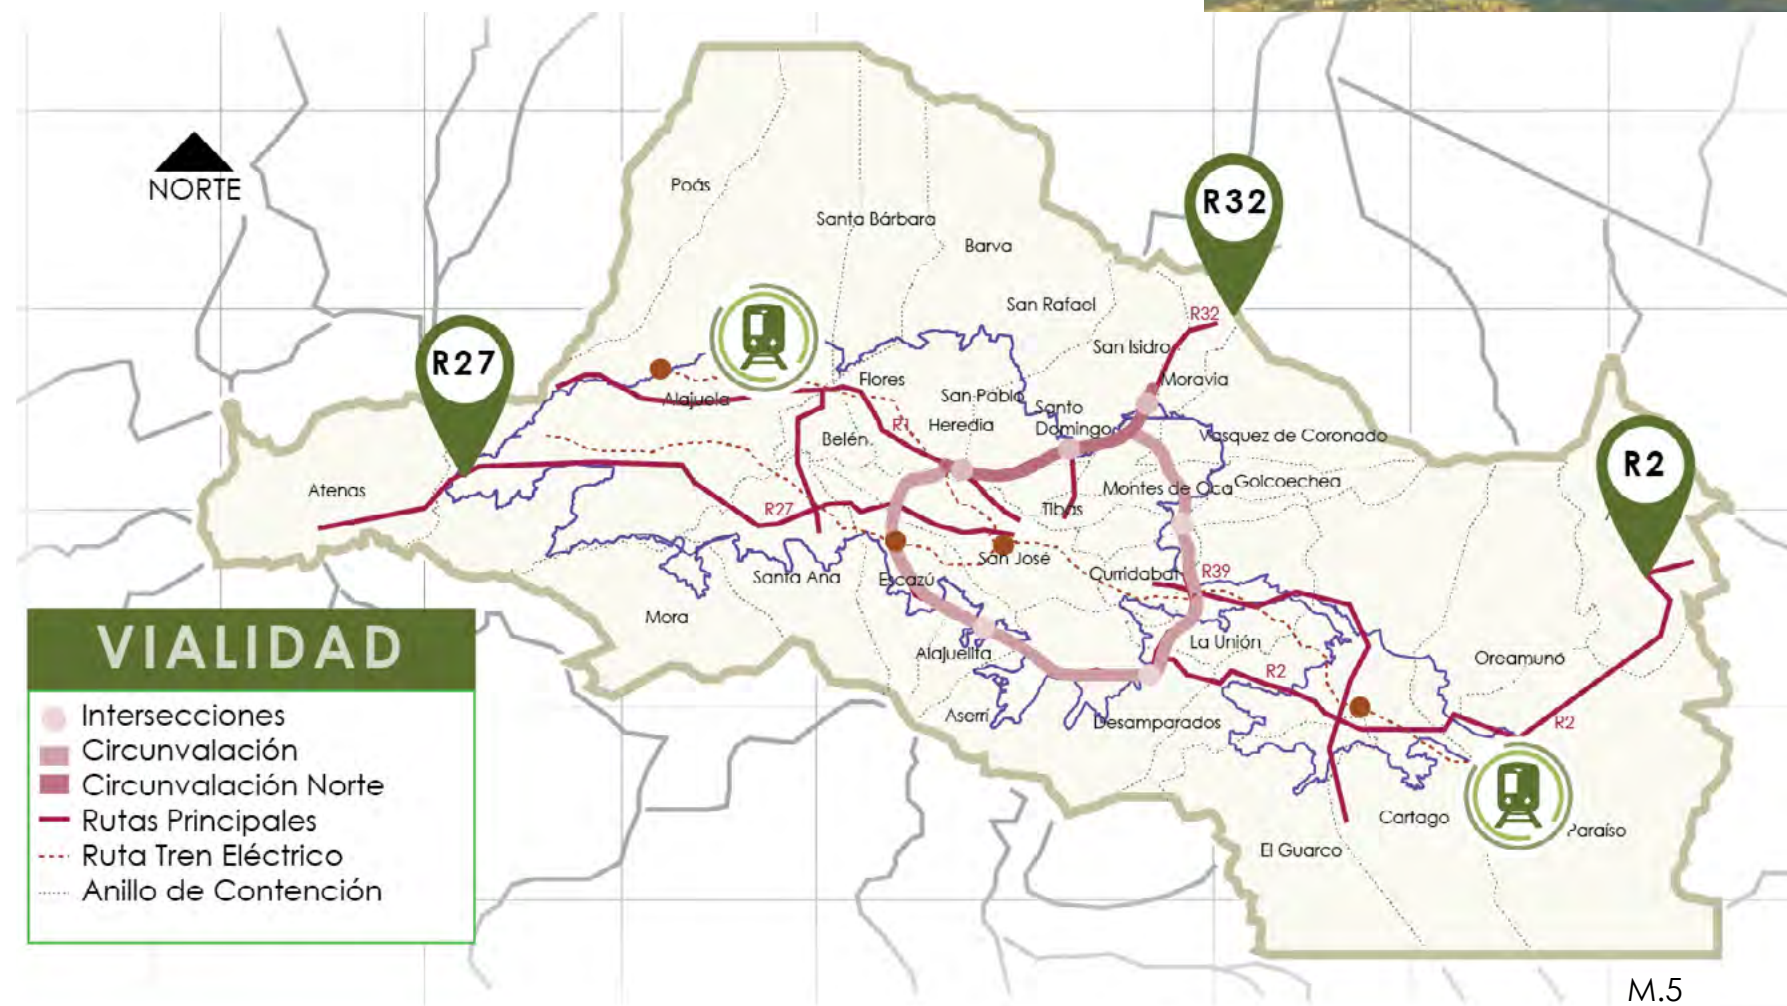 NORTE
R32
Poás
Santa Bárbara
Barva
San Rafael
R32
San Isidro
R27
Flores
Moravia
San Pablo
Alajuela
Santo
Domingo
R1
Heredia
Belén
Vasquez de Coronado
R2
Atenas
Montes de Oca
Golcoechea
R27
Tibás
San José
Santa Ana
Escazú
Curridabat
R39
Mora
La Unión
Alajuelita
Orcamuno
R2
Aserrí
Desamparados
R2
Cartago
Paraíso
El Guarco
VIALIDAD
Intersecciones
Circunvalación
Circunvalación Norte
Rutas Principales
Ruta Tren Eléctrico
Anillo de Contención
M.5